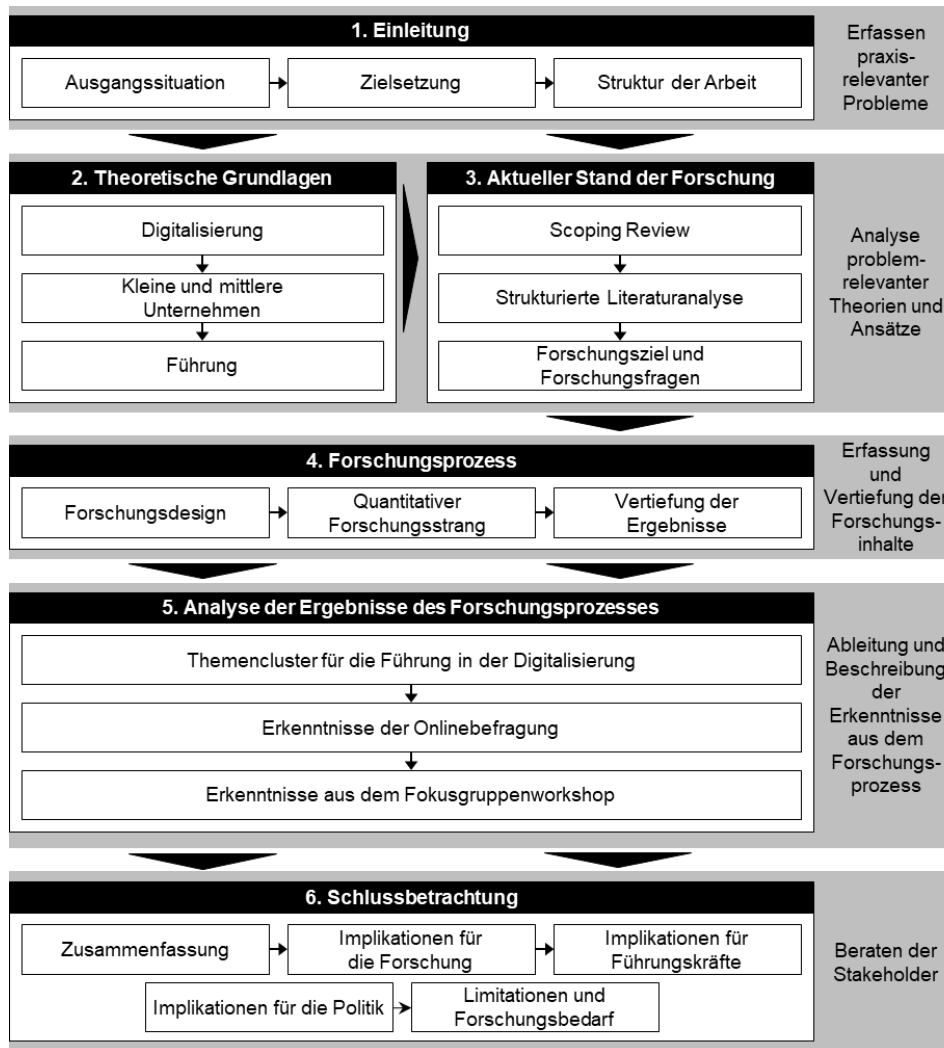 1. Einleitung
Ausgangssituation
Zielsetzung
Struktur der Arbeit
Erfassen
praxis-
relevanter
Probleme
2. Theoretische Grundlagen
Digitalisierung
Kleine und mittlere
Unternehmen
Führung
3. Aktueller Stand der Forschung
Scoping Review
Strukturierte Literaturanalyse
Forschungsziel und
Forschungsfragen
Analyse
problem-
relevanter
Theorien und
Ansätze
4. Forschungsprozess
Forschungsdesign
Quantitativer
Forschungsstrang
Vertiefung der
Ergebnisse
Erfassung
und
Vertiefung der
Forschungs-
inhalte
5. Analyse der Ergebnisse des Forschungsprozesses
Themencluster für die Führung in der Digitalisierung
Erkenntnisse der Onlinebefragung
Erkenntnisse aus dem Fokusgruppenworkshop
Ableitung und
Beschreibung
der
Erkenntnisse
aus dem
Forschungs-
prozess
6. Schlussbetrachtung
Zusammenfassung
Implikationen für
die Forschung
Implikationen für
Führungskräfte
Implikationen für die Politik
Limitationen und
Forschungsbedarf
Beraten der
Stakeholder